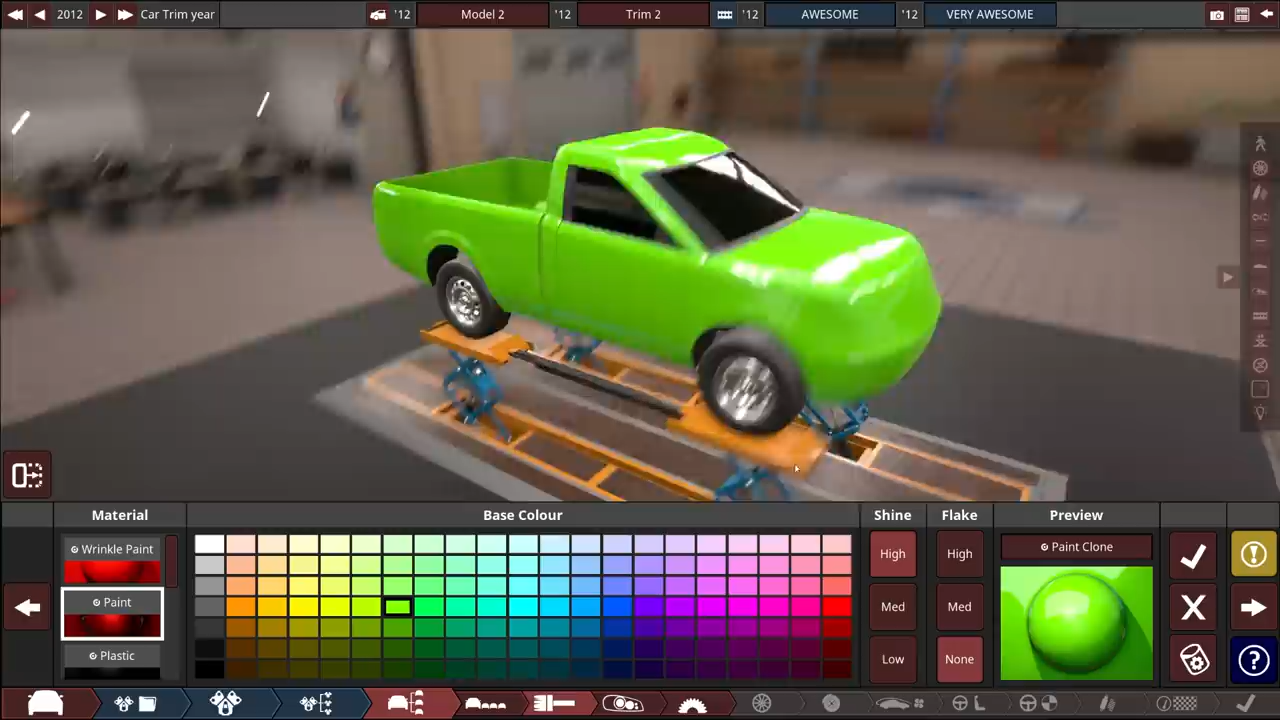 2012 Car Trim year '12 Model 2 '12 Trim 2 '12 AWESOME '12 VERY AWESOME
Material Base Colour Shine Flake Preview
Wrinkle Paint
Paint
Plastic
High
Med
Low
High
Med
None
Paint Clone